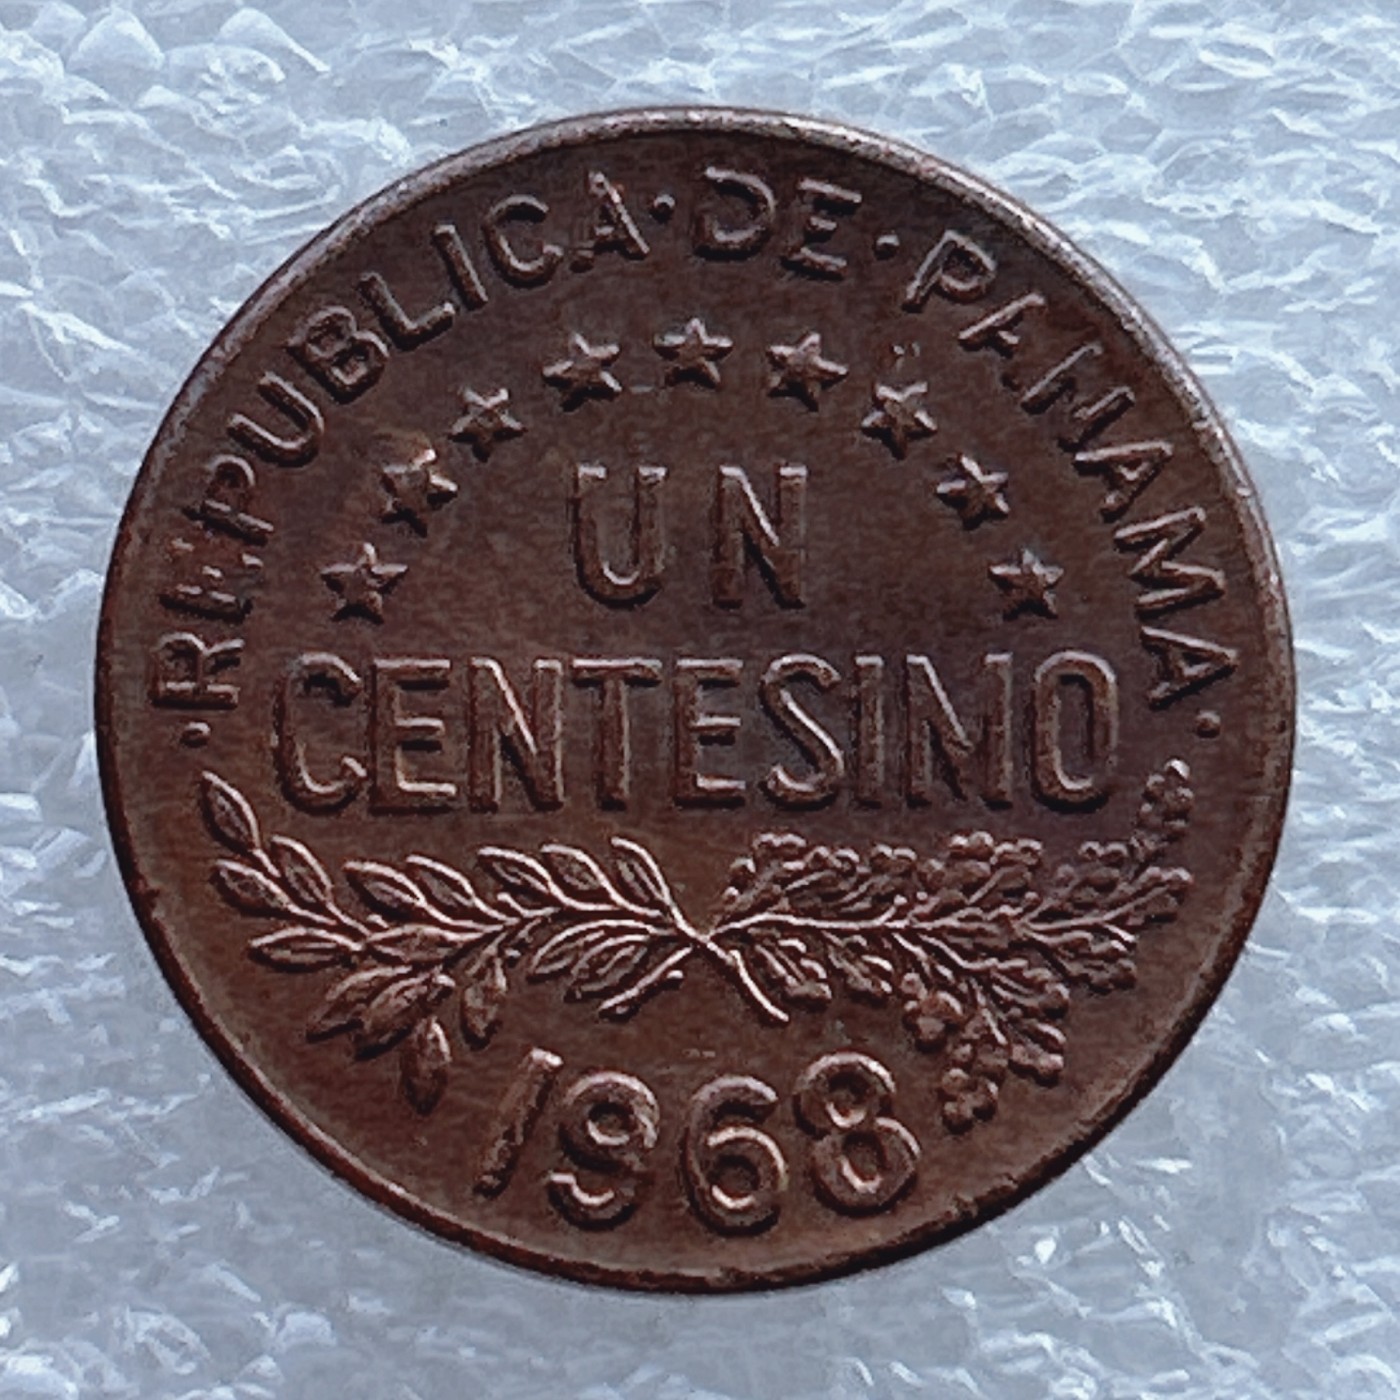 ·REPUBLICA·DE·PANAMA·
UN
CENTESIMO
1968